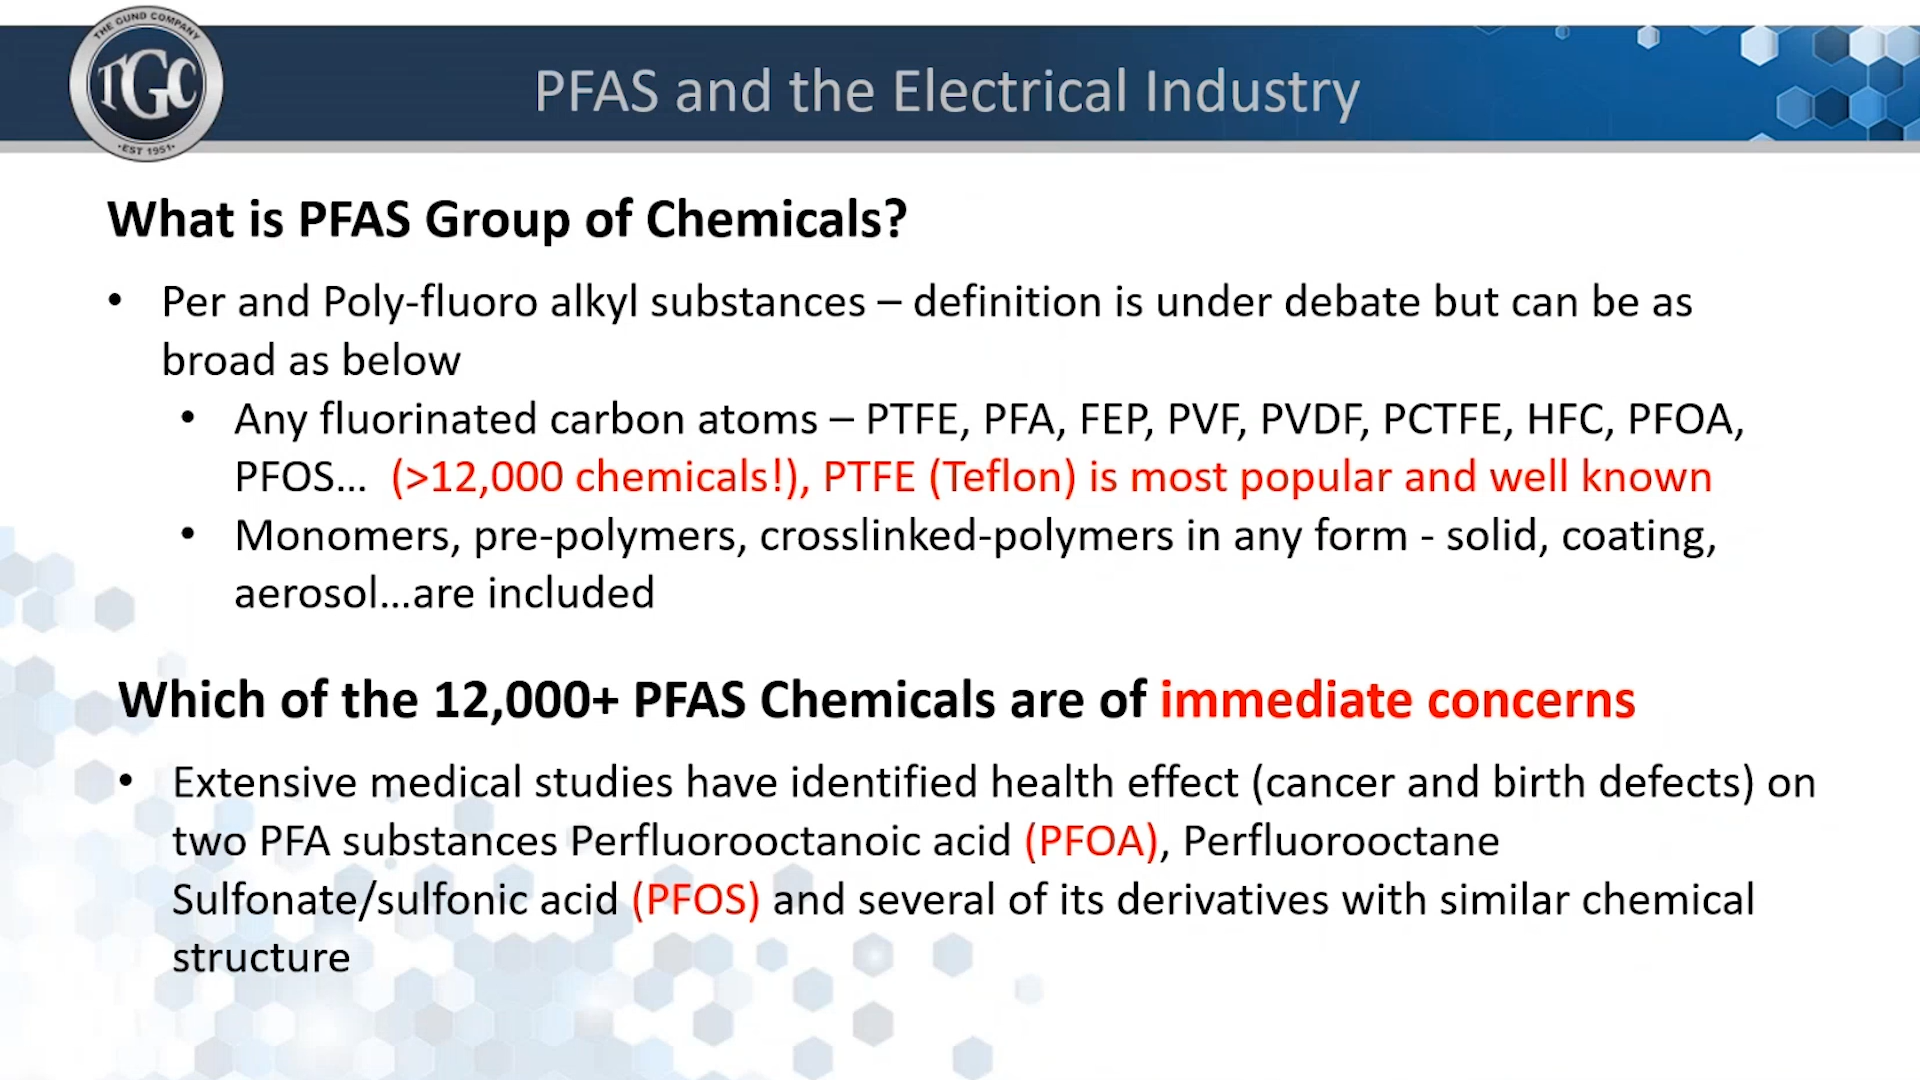 THE GUND COMPANY
TGC
·EST 1951·
PFAS and the Electrical Industry
What is PFAS Group of Chemicals?
• Per and Poly-fluoro alkyl substances – definition is under debate but can be as
broad as below
• Any fluorinated carbon atoms – PTFE, PFA, FEP, PVF, PVDF, PCTFE, HFC, PFOA,
PFOS... (>12,000 chemicals!), PTFE (Teflon) is most popular and well known
• Monomers, pre-polymers, crosslinked-polymers in any form - solid, coating,
aerosol...are included
Which of the 12,000+ PFAS Chemicals are of immediate concerns
• Extensive medical studies have identified health effect (cancer and birth defects) on
two PFA substances Perfluorooctanoic acid (PFOA), Perfluorooctane
Sulfonate/sulfonic acid (PFOS) and several of its derivatives with similar chemical
structure